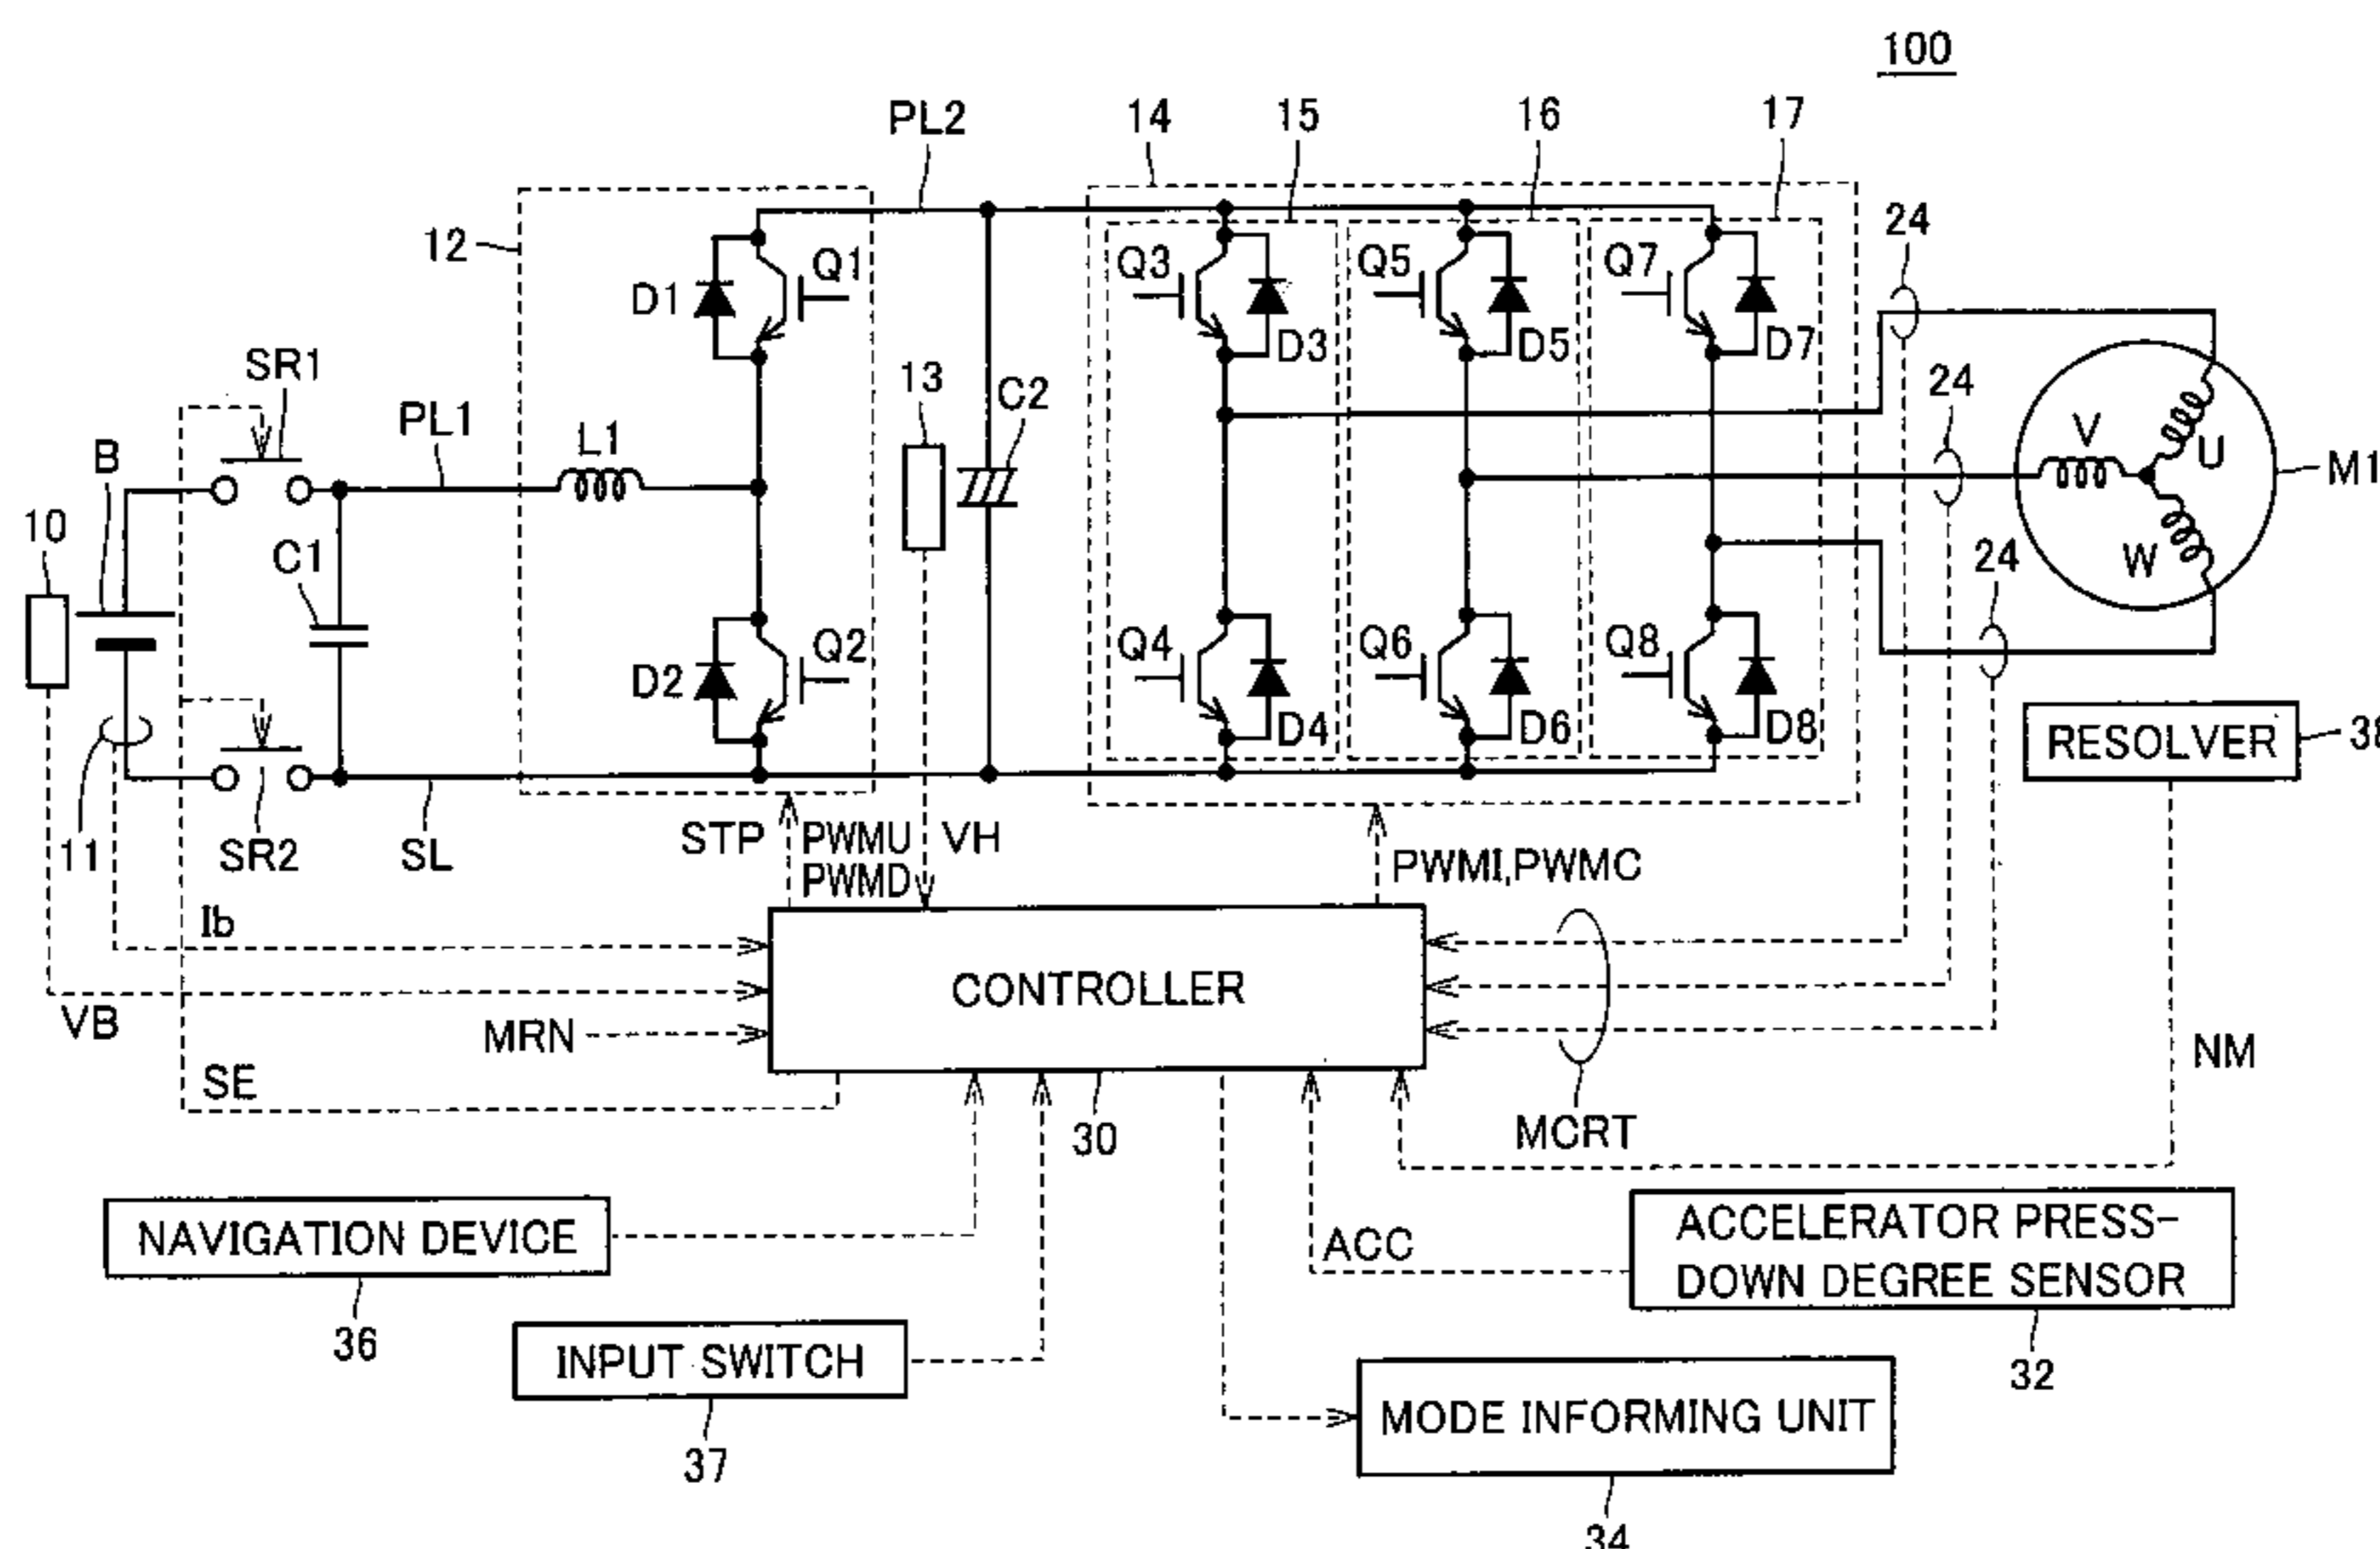 100
PL2
14
15
16
17
24
12
D1
Q1
Q3
D3
Q5
D5
Q7
D7
SR1
13
C2
24
PL1
B
L1
V
U
M1
W
10
C1
24
D2
Q2
Q4
D4
Q6
D6
Q8
D8
RESOLVER
11
SR2
SL
STP
PWMU
PWMD
VH
PWMI,PWMC
Ib
CONTROLLER
VB
MRN
SE
30
MCRT
NM
NAVIGATION DEVICE
36
ACC
ACCELERATOR PRESS-
DOWN DEGREE SENSOR
32
INPUT SWITCH
37
MODE INFORMING UNIT
34